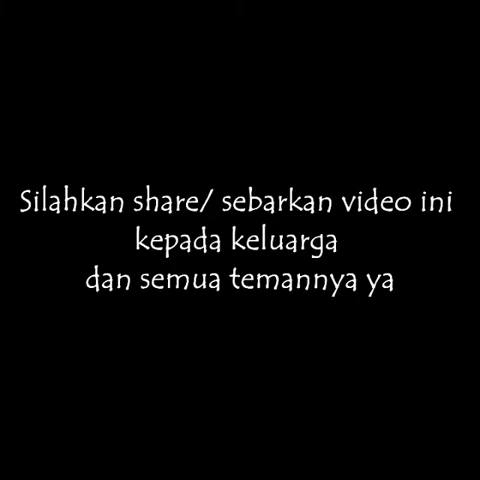 Silahkan share/ sebarkan video ini
kepada keluarga
dan semua temannya ya